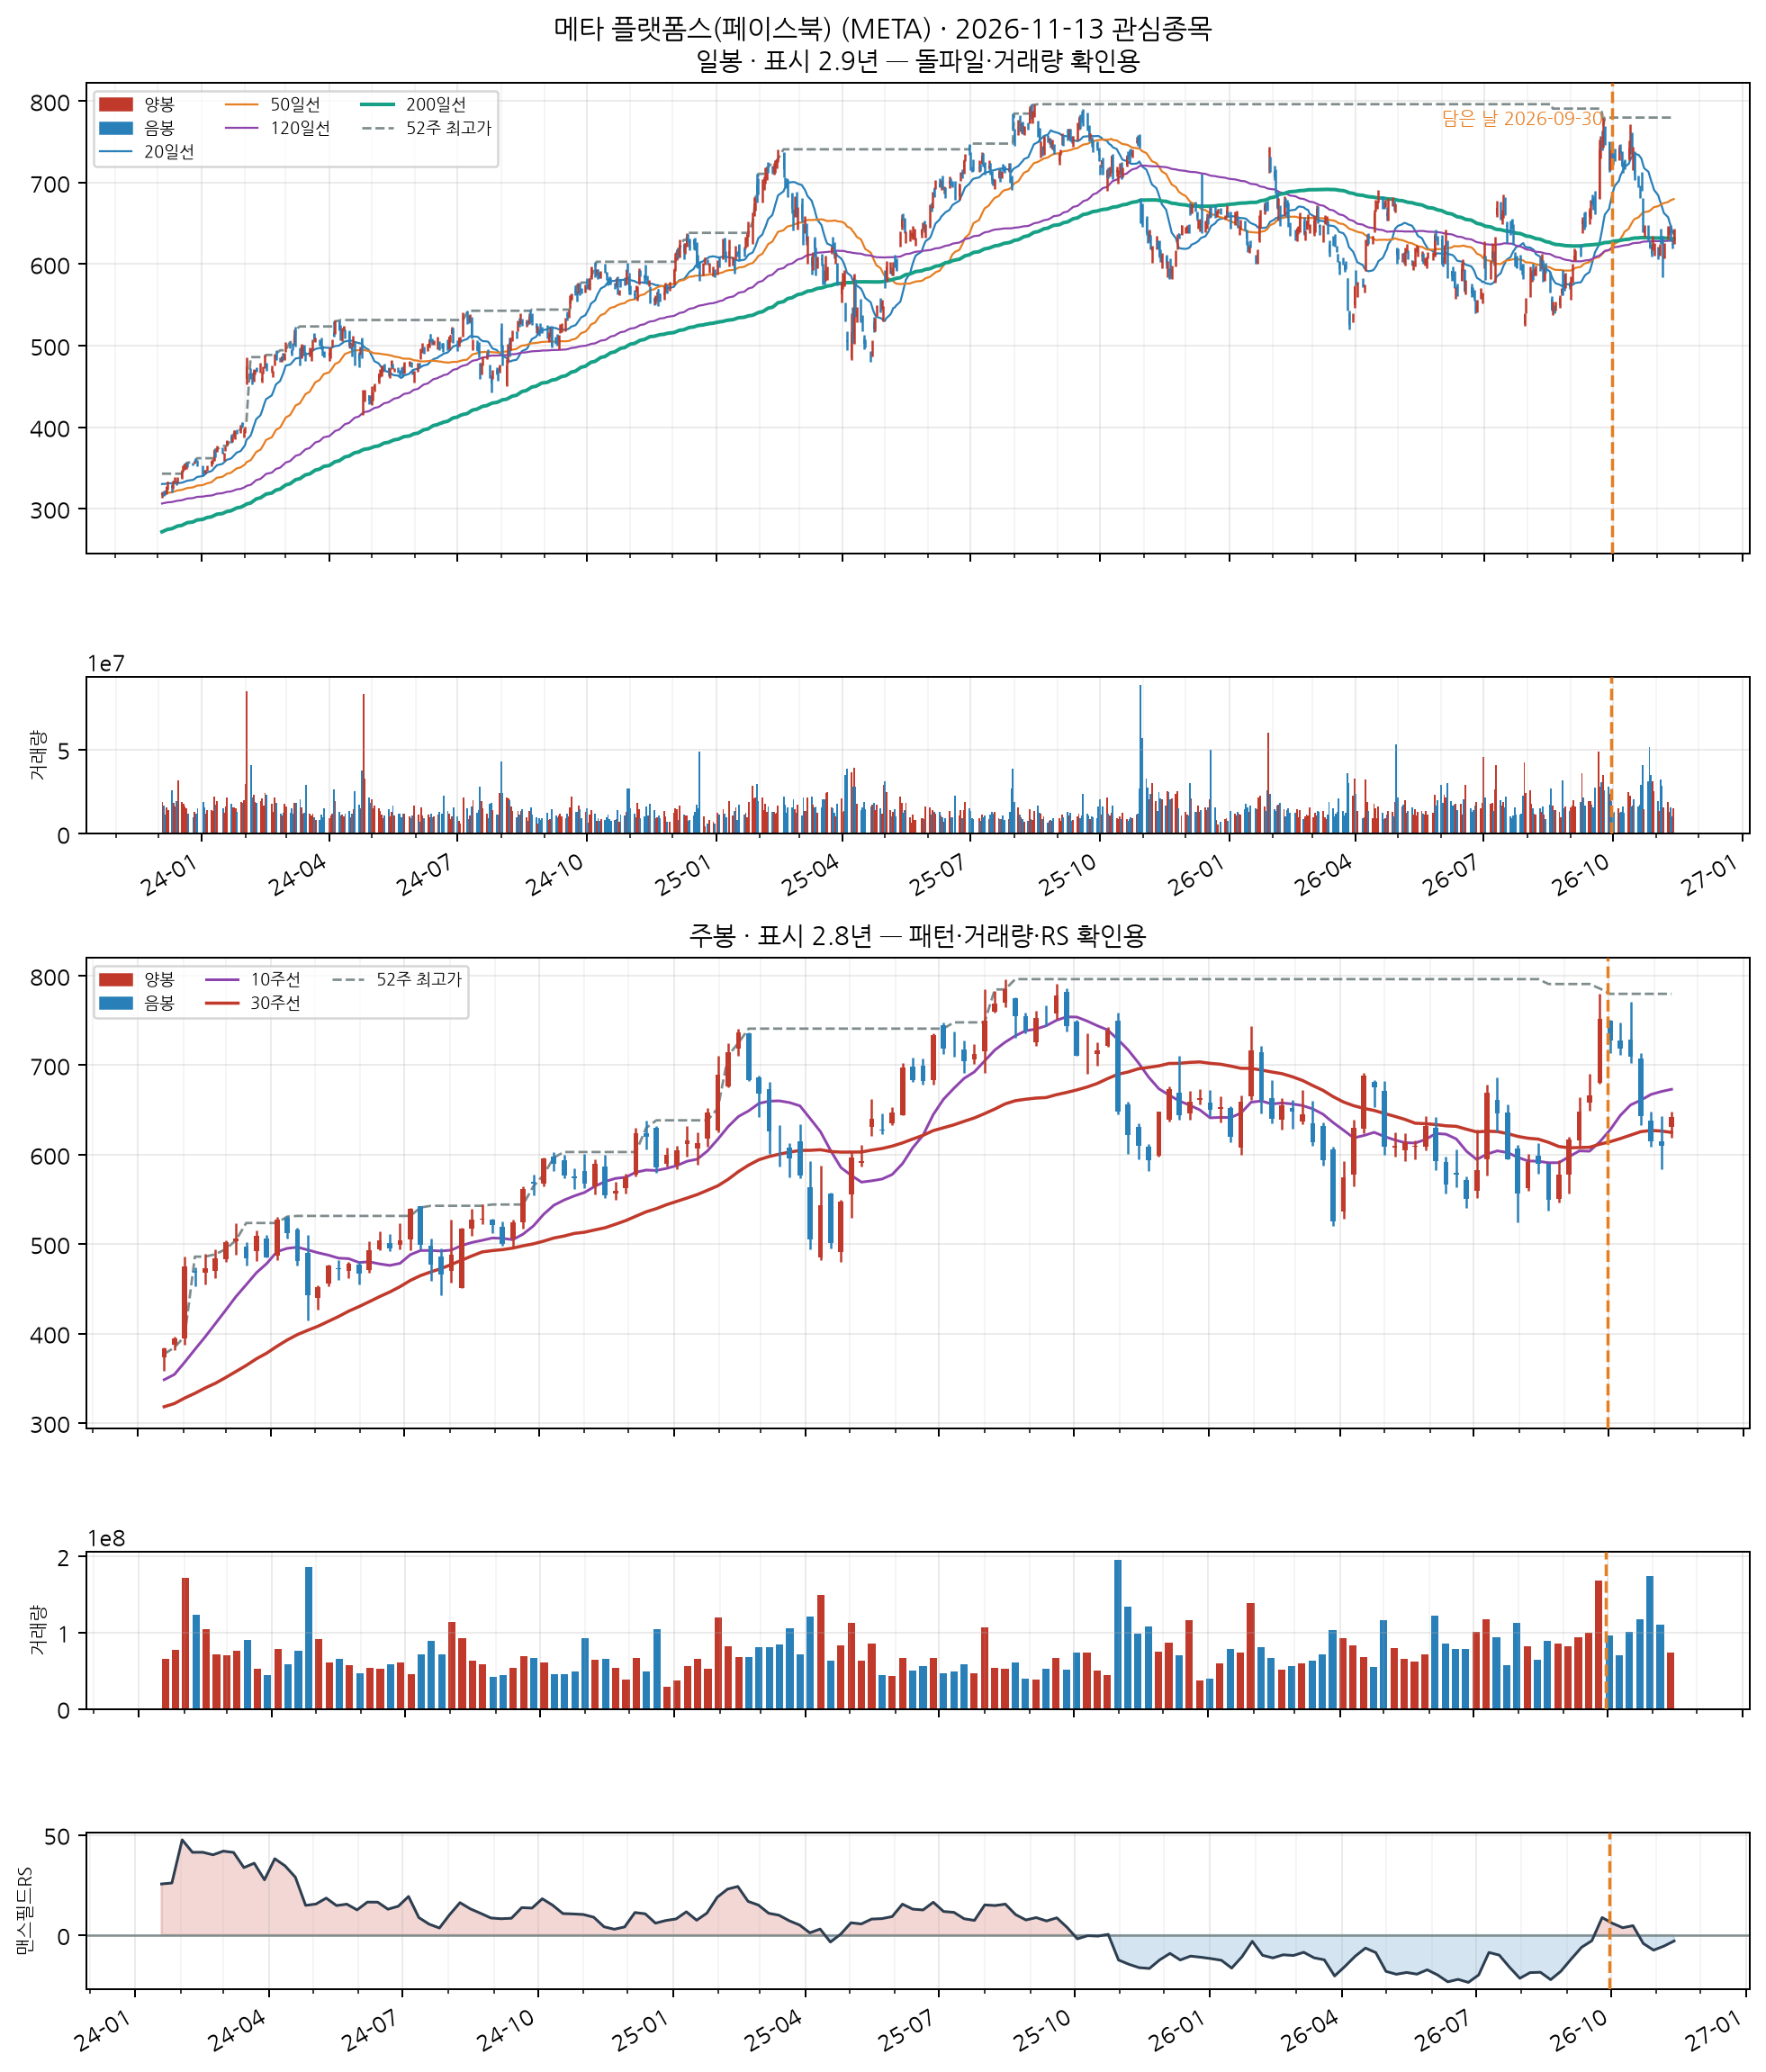 메타 플랫폼스(페이스북) (META) · 2026-11-13 관심종목
일봉 · 표시 2.9년 — 돌파일·거래량 확인용
양봉 50일선 200일선
음봉 120일선 52주 최고가
20일선
담은 날 2026-09-30
800
700
600
500
400
300
1e7
거래량
5
0
24-01 24-04 24-07 24-10 25-01 25-04 25-07 25-10 26-01 26-04 26-07 26-10 27-01
주봉 · 표시 2.8년 — 패턴·거래량·RS 확인용
양봉 10주선 52주 최고가
음봉 30주선
800
700
600
500
400
300
1e8
거래량
2
1
0
맨스필드RS
50
0
24-01 24-04 24-07 24-10 25-01 25-04 25-07 25-10 26-01 26-04 26-07 26-10 27-01